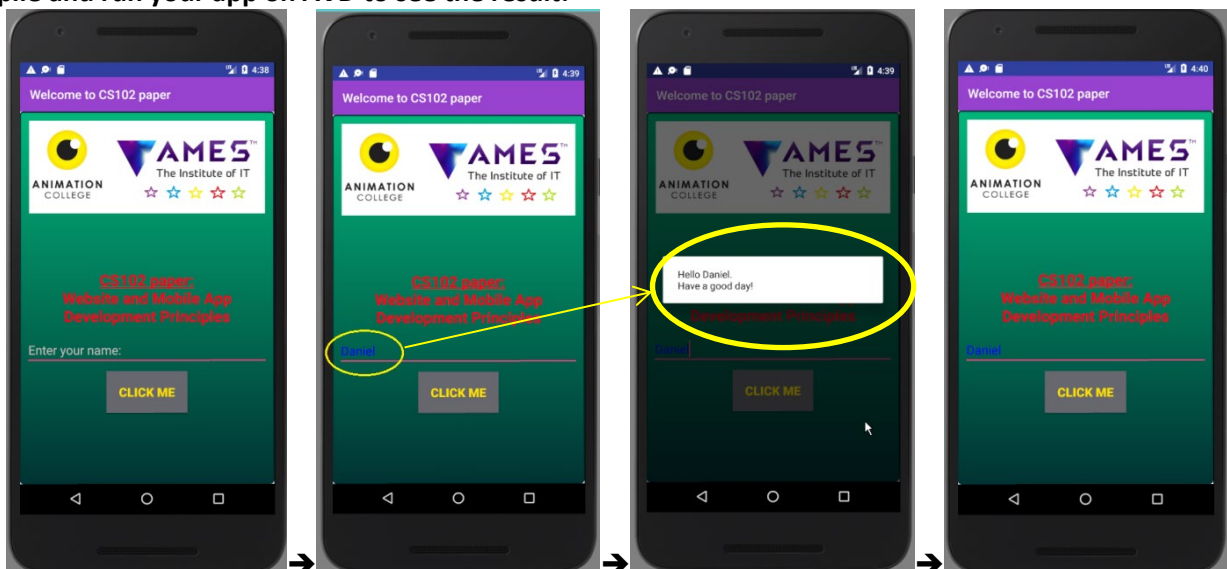 pile and run your app on AVD to see the result.
4:38
Welcome to CS102 paper
ANIMATION
COLLEGE
AMES™
The Institute of IT
CS102 paper:
Website and Mobile App
Development Principles
Enter your name:
CLICK ME
➔
4:39
Welcome to CS102 paper
ANIMATION
COLLEGE
AMES™
The Institute of IT
CS102 paper:
Website and Mobile App
Development Principles
Daniel
CLICK ME
➔
4:39
Welcome to CS102 paper
ANIMATION
COLLEGE
AMES™
The Institute of IT
Hello Daniel.
Have a good day!
Development Principles
Daniel
CLICK ME
➔
4:40
Welcome to CS102 paper
ANIMATION
COLLEGE
AMES™
The Institute of IT
CS102 paper:
Website and Mobile App
Development Principles
Daniel
CLICK ME